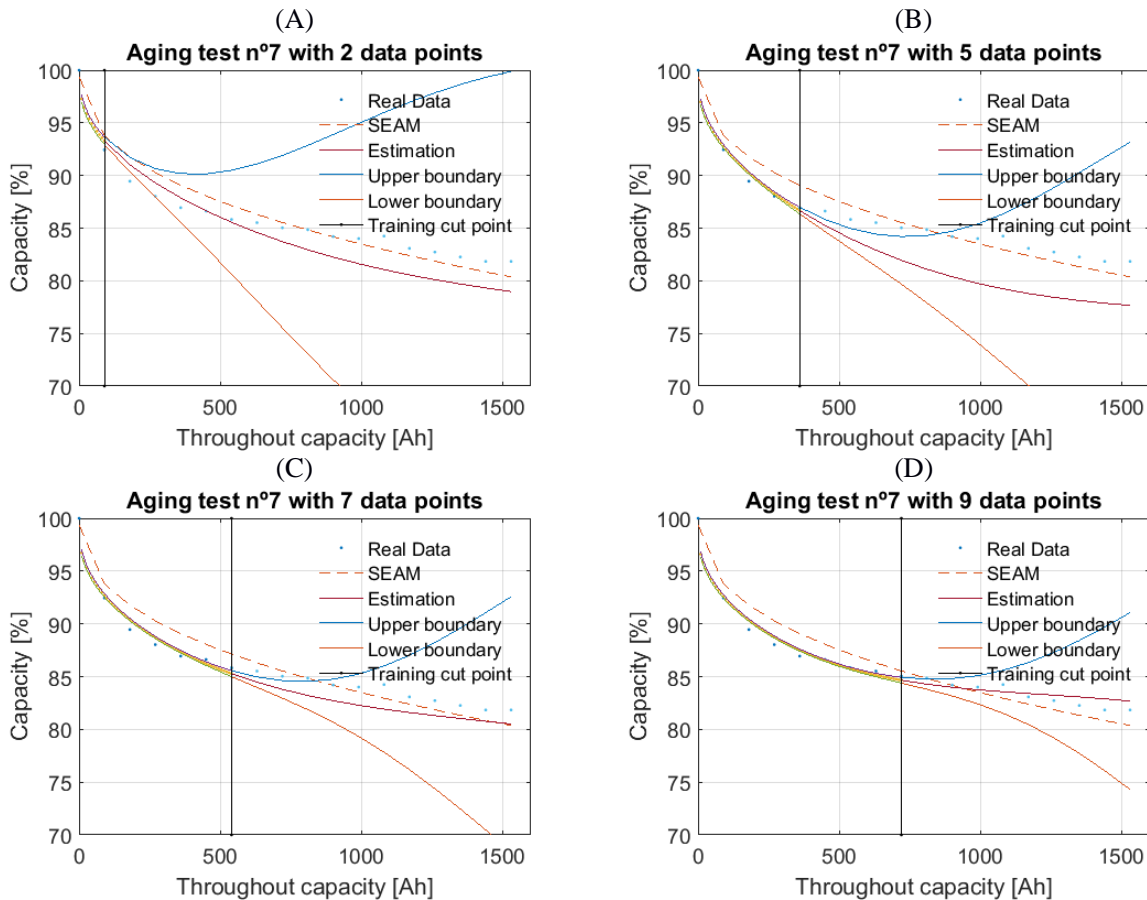 (A)
Aging test nº7 with 2 data points
100
95
90
85
80
75
70
Capacity [%]
Real Data
SEAM
Estimation
Upper boundary
Lower boundary
Training cut point
0 500 1000 1500
Throughout capacity [Ah]
(B)
Aging test nº7 with 5 data points
100
95
90
85
80
75
70
Capacity [%]
Real Data
SEAM
Estimation
Upper boundary
Lower boundary
Training cut point
0 500 1000 1500
Throughout capacity [Ah]
(C)
Aging test nº7 with 7 data points
100
95
90
85
80
75
70
Capacity [%]
Real Data
SEAM
Estimation
Upper boundary
Lower boundary
Training cut point
0 500 1000 1500
Throughout capacity [Ah]
(D)
Aging test nº7 with 9 data points
100
95
90
85
80
75
70
Capacity [%]
Real Data
SEAM
Estimation
Upper boundary
Lower boundary
Training cut point
0 500 1000 1500
Throughout capacity [Ah]